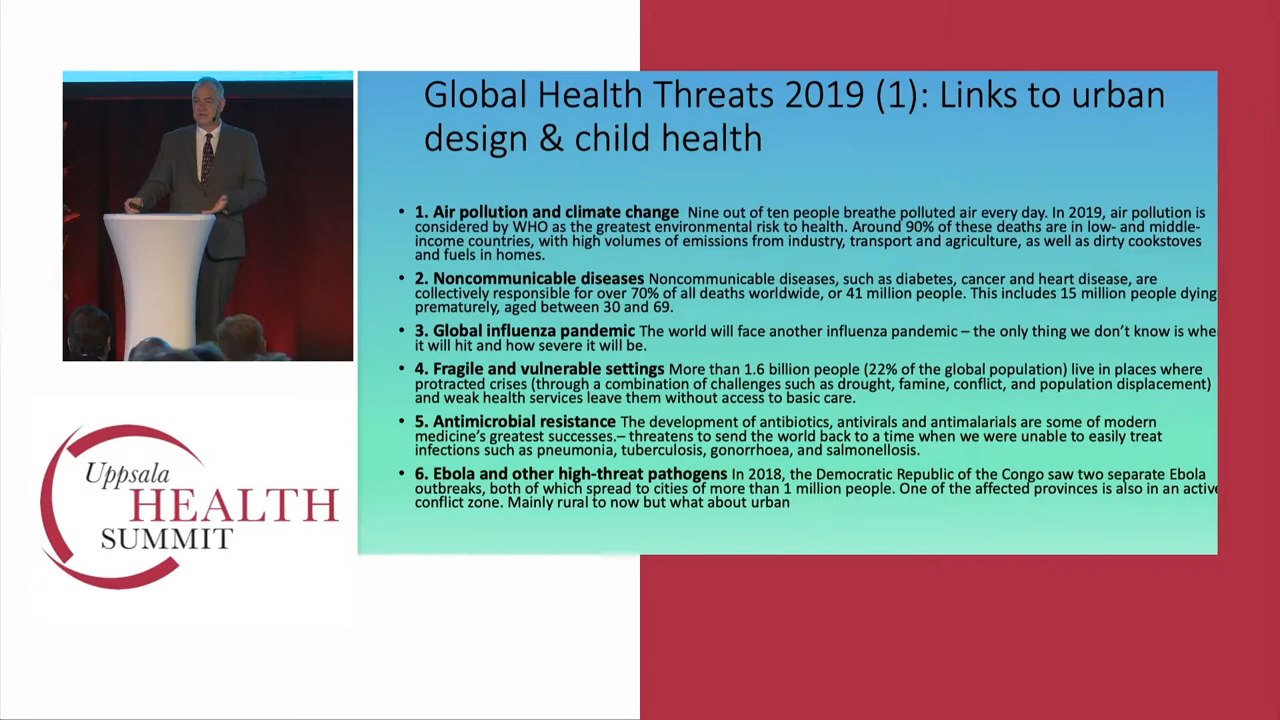 Global Health Threats 2019 (1): Links to urban
design & child health
• 1. Air pollution and climate change Nine out of ten people breathe polluted air every day. In 2019, air pollution is
considered by WHO as the greatest environmental risk to health. Around 90% of these deaths are in low- and middle-
income countries, with high volumes of emissions from industry, transport and agriculture, as well as dirty cookstoves
and fuels in homes.
• 2. Noncommunicable diseases Noncommunicable diseases, such as diabetes, cancer and heart disease, are
collectively responsible for over 70% of all deaths worldwide, or 41 million people. This includes 15 million people dying
prematurely, aged between 30 and 69.
• 3. Global influenza pandemic The world will face another influenza pandemic – the only thing we don't know is whe
it will hit and how severe it will be.
• 4. Fragile and vulnerable settings More than 1.6 billion people (22% of the global population) live in places where
protracted crises (through a combination of challenges such as drought, famine, conflict, and population displacement)
and weak health services leave them without access to basic care.
• 5. Antimicrobial resistance The development of antibiotics, antivirals and antimalarials are some of modern
medicine's greatest successes.– threatens to send the world back to a time when we were unable to easily treat
infections such as pneumonia, tuberculosis, gonorrhoea, and salmonellosis.
• 6. Ebola and other high-threat pathogens In 2018, the Democratic Republic of the Congo saw two separate Ebola
outbreaks, both of which spread to cities of more than 1 million people. One of the affected provinces is also in an active
conflict zone. Mainly rural to now but what about urban
Uppsala
HEALTH
SUMMIT